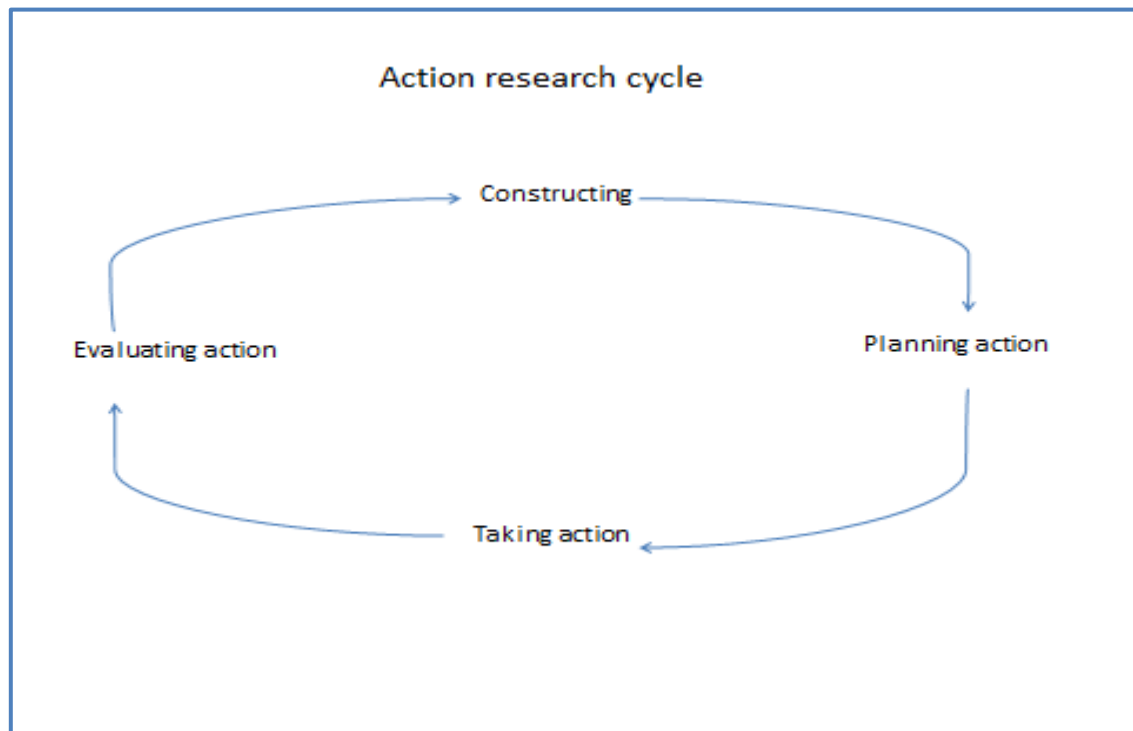 Action research cycle
Constructing
Evaluating action
Planning action
Taking action